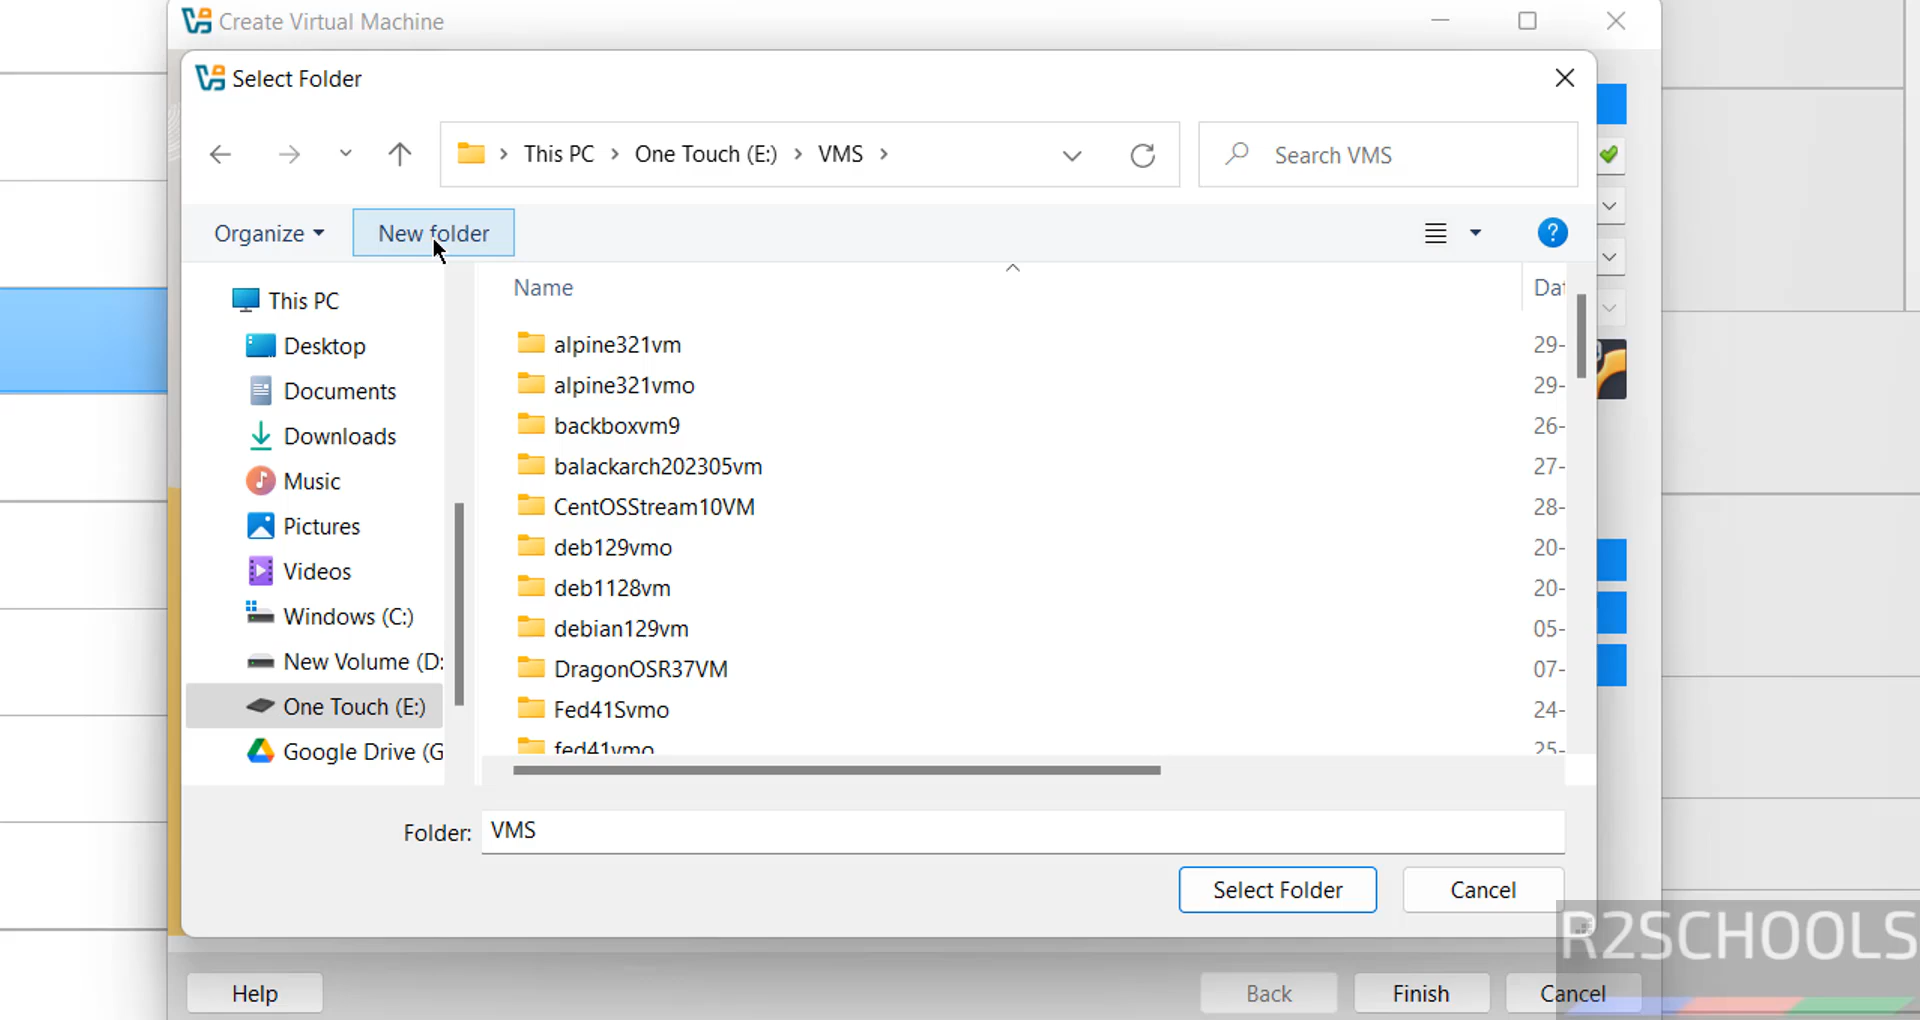 Create Virtual Machine
Select Folder
This PC
One Touch (E:)
VMS
Search VMS
Organize
New folder
?
This PC
Desktop
Documents
Downloads
Music
Pictures
Videos
Windows (C:)
New Volume (D:
One Touch (E:)
Google Drive (G
Name
Dat
alpine321vm
29-
alpine321vmo
29-
backboxvm9
26-
balackarch202305vm
27-
CentOSStream10VM
28-
deb129vmo
20-
deb1128vm
20-
debian129vm
05-
DragonOSR37VM
07-
Fed41Svmo
24-
fed41vmo
25-
Folder:
VMS
Select Folder
Cancel
R2SCHOOLS
Help
Back
Finish
Cancel